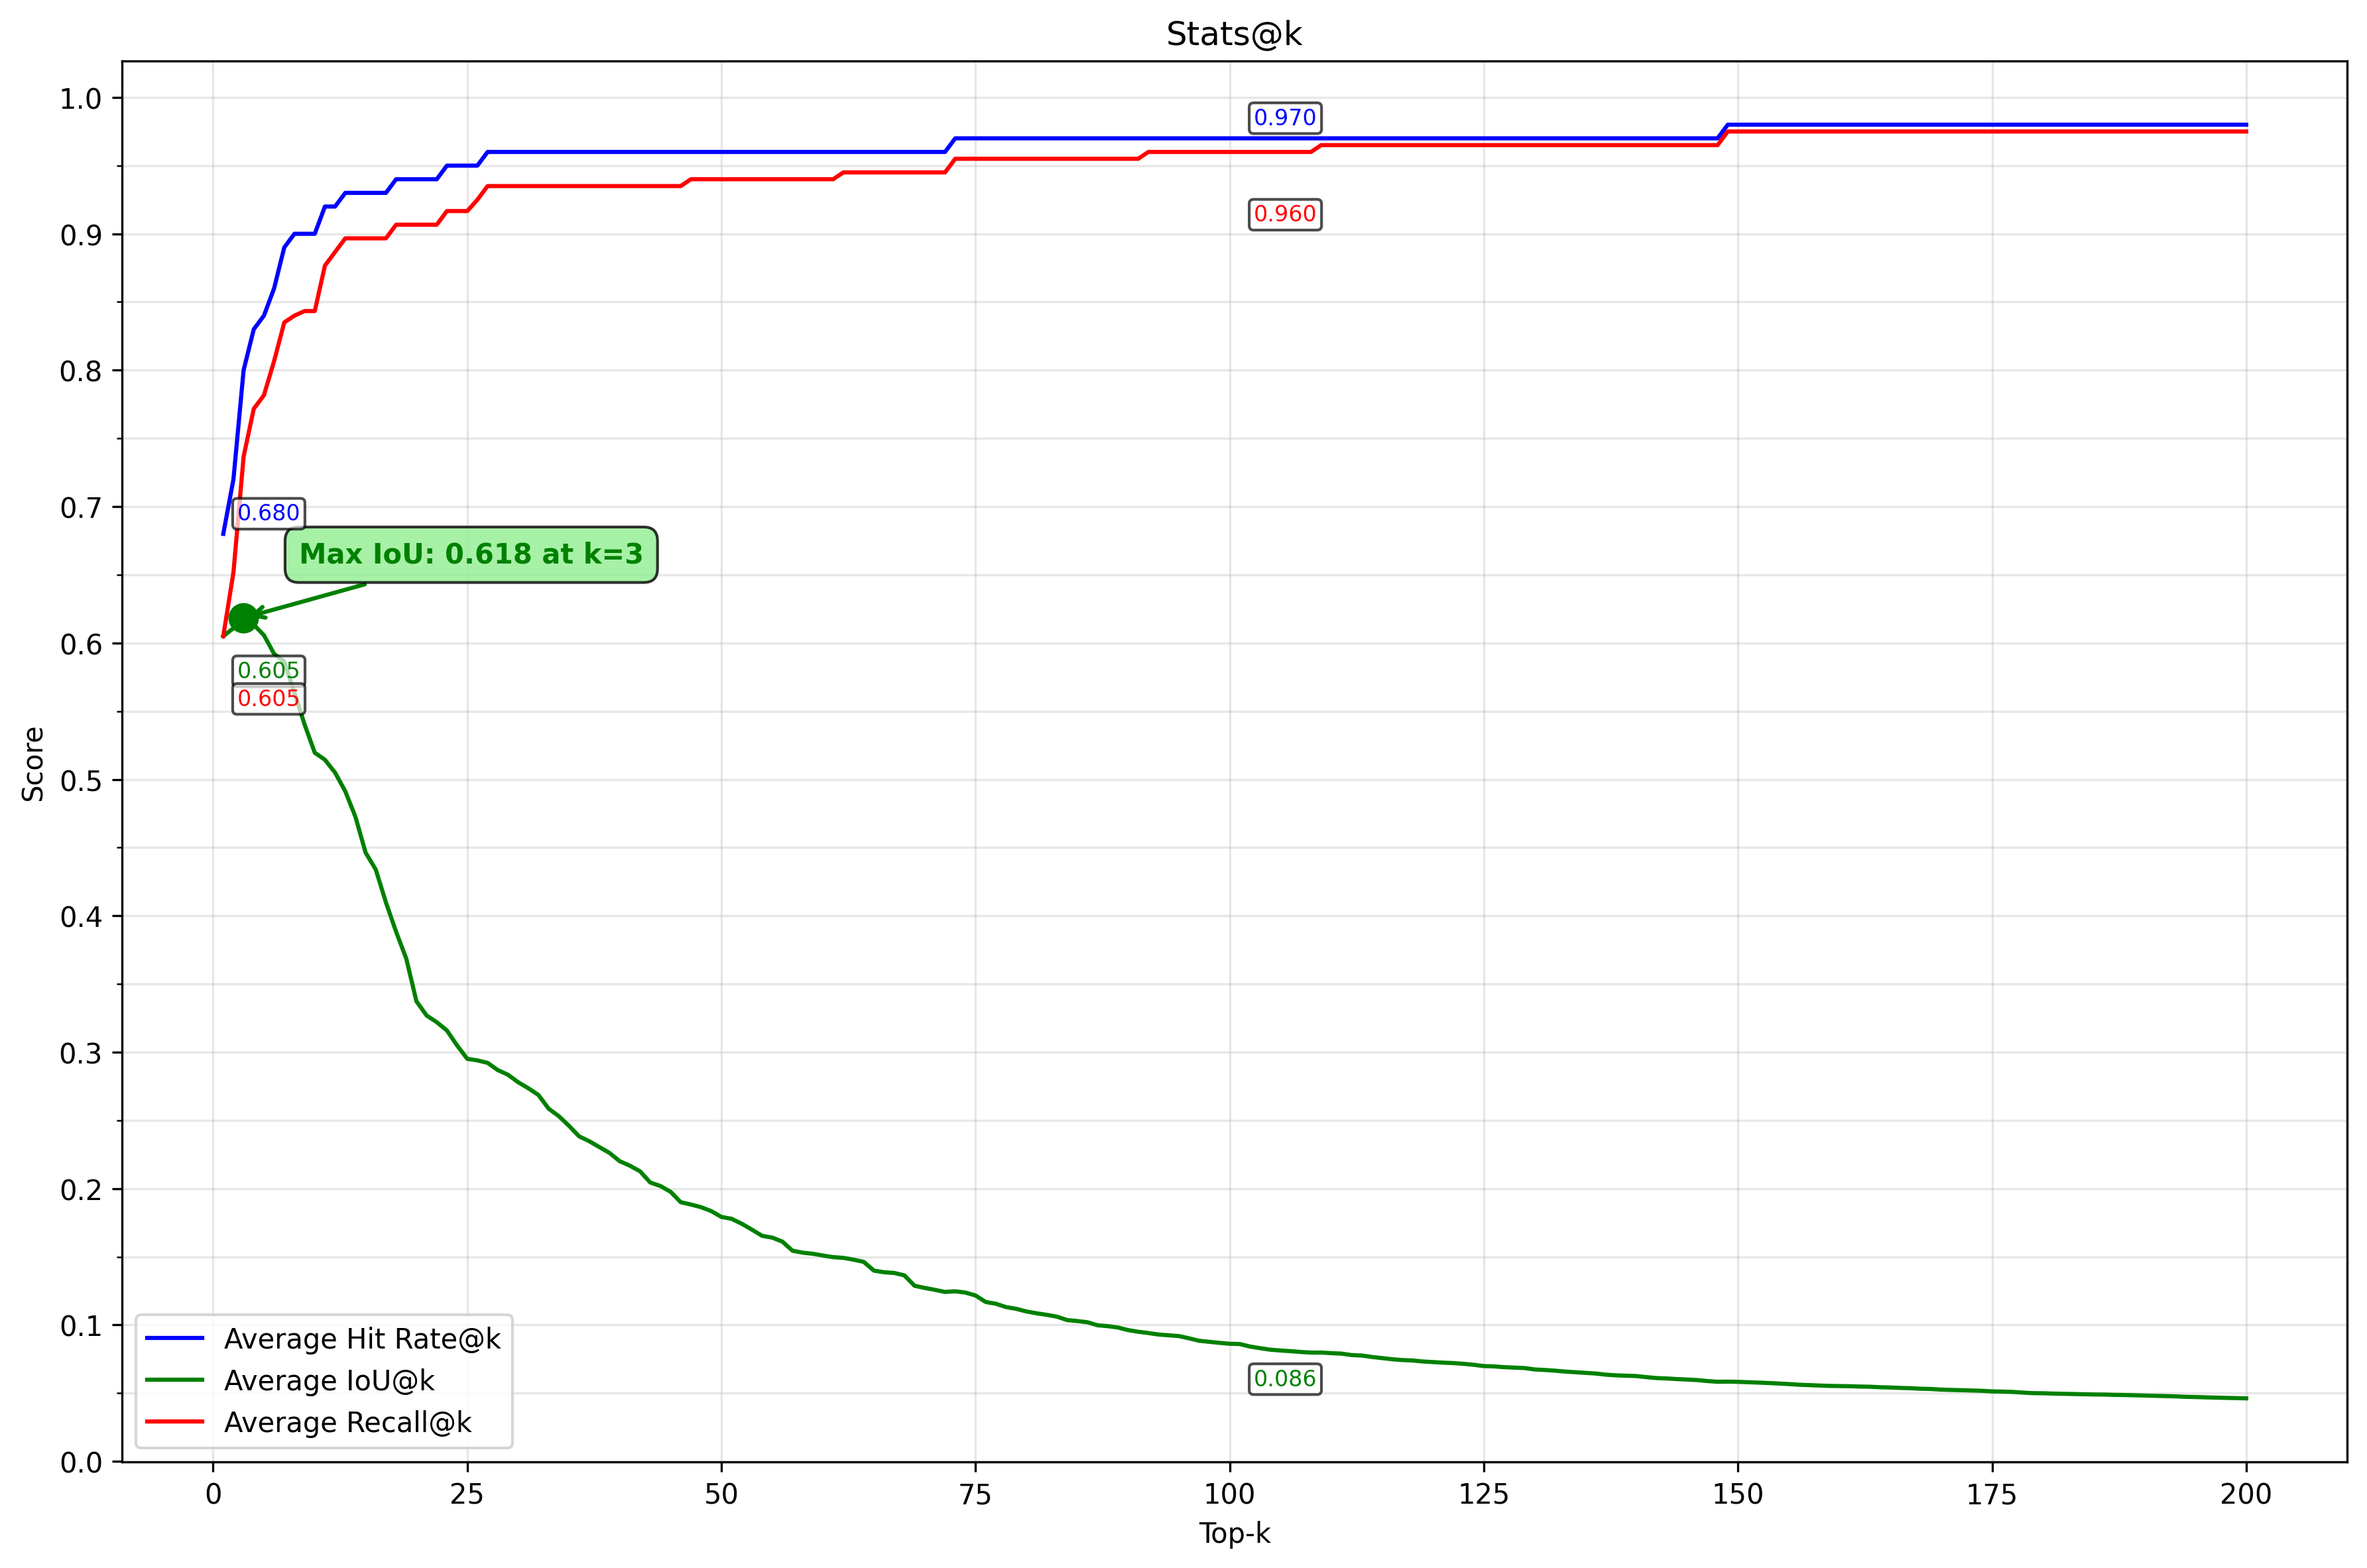 Stats@k
1.0
0.9
0.8
0.7
0.6
0.5
0.4
0.3
0.2
0.1
0.0
Score
0.970
0.960
0.680
Max IoU: 0.618 at k=3
0.605
0.605
0.086
Average Hit Rate@k
Average IoU@k
Average Recall@k
0 25 50 75 100 125 150 175 200
Top-k